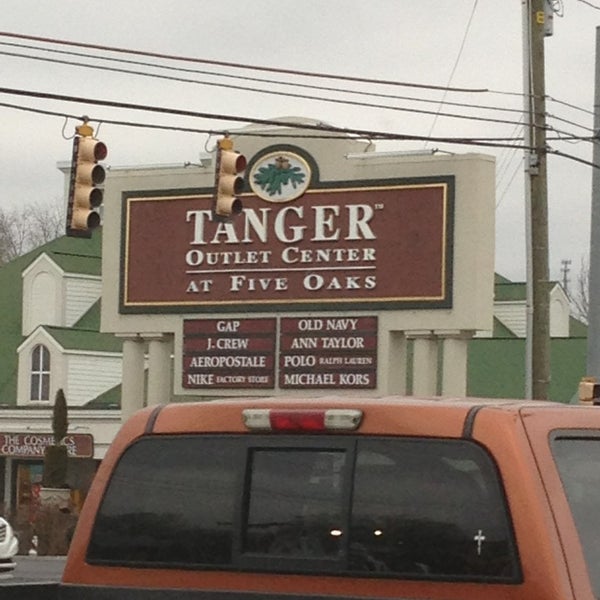 TANGER™
OUTLET CENTER
AT FIVE OAKS
GAP
J. CREW
AEROPOSTALE
NIKE FACTORY STORE
OLD NAVY
ANN TAYLOR
POLO RALPH LAUREN
MICHAEL KORS
THE COSMETICS
COMPANY STORE